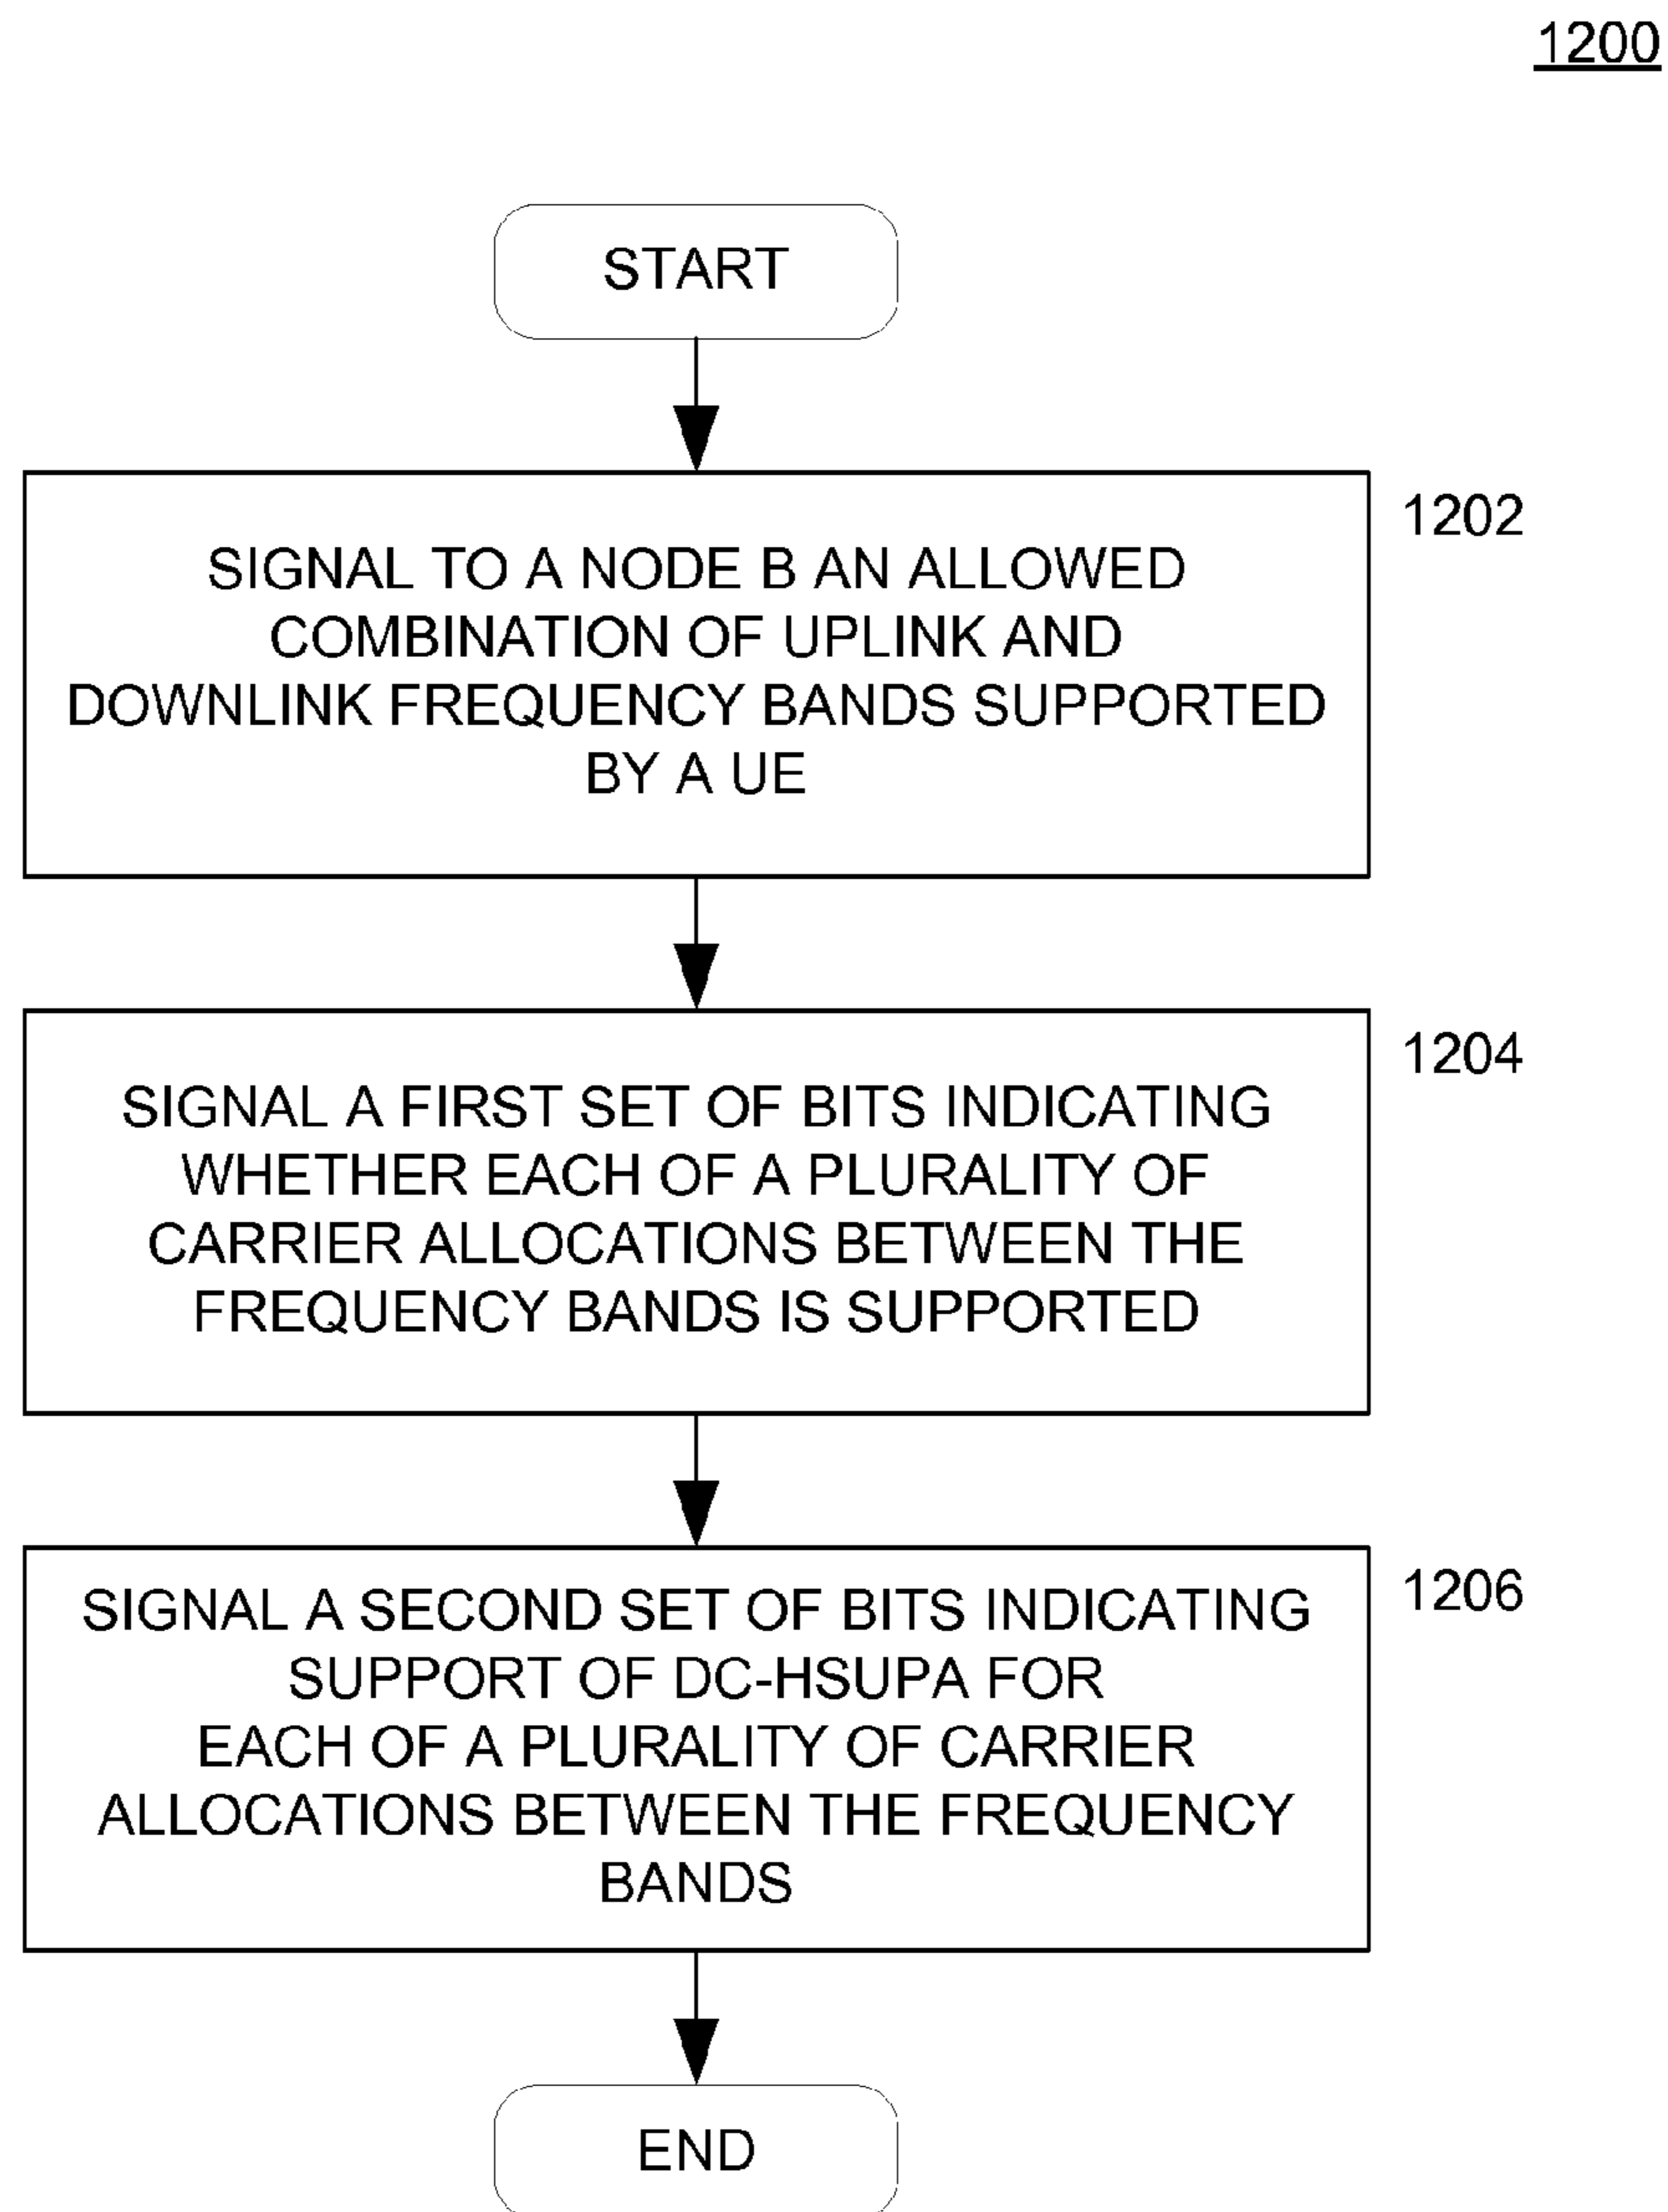 1200
START
1202
SIGNAL TO A NODE B AN ALLOWED
COMBINATION OF UPLINK AND
DOWNLINK FREQUENCY BANDS SUPPORTED
BY A UE
1204
SIGNAL A FIRST SET OF BITS INDICATING
WHETHER EACH OF A PLURALITY OF
CARRIER ALLOCATIONS BETWEEN THE
FREQUENCY BANDS IS SUPPORTED
1206
SIGNAL A SECOND SET OF BITS INDICATING
SUPPORT OF DC-HSUPA FOR
EACH OF A PLURALITY OF CARRIER
ALLOCATIONS BETWEEN THE FREQUENCY
BANDS
END